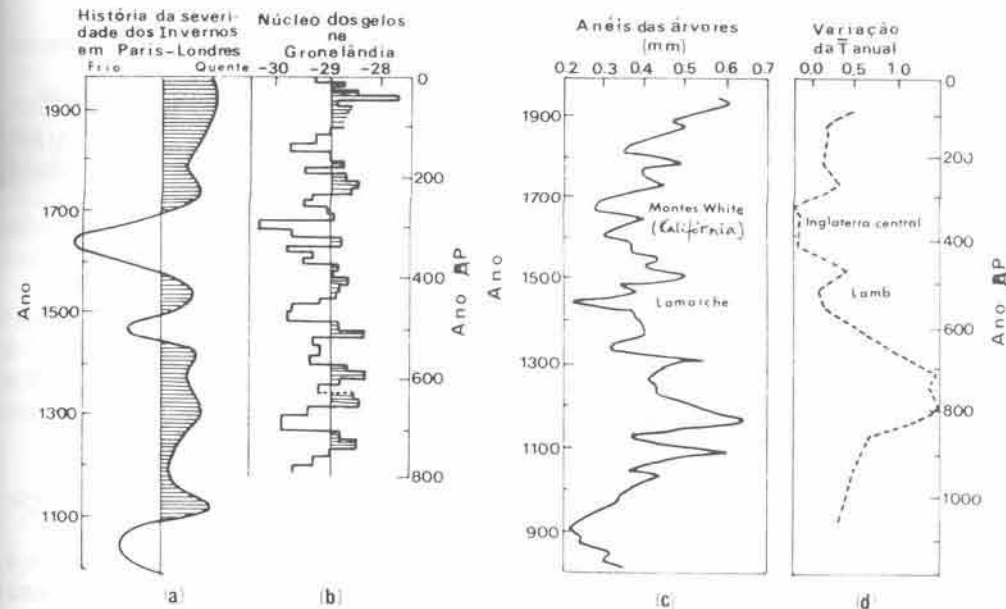 História da severi-
dade dos Invernos
em Paris-Londres
Frio Quente
Ano
1900
1700
1500
1300
1100
(a)
Núcleo dos gelos
na
Gronelândia
-30 -29 -28
0
200
400
600
800
Ano AP
(b)
Anéis das árvores
(mm)
0.2 0.3 0.4 0.5 0.6 0.7
Ano
1900
1700
1500
1300
1100
900
Montes White
(Califórnia)
Lamarche
(c)
Variação
da T̅ anual
0.0 0,5 1.0
0
200
400
600
800
1000
Ano AP
Inglaterra central
Lamb
(d)